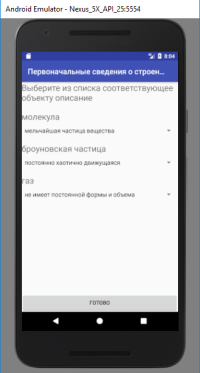 Android Emulator - Nexus_5X_API_25:5554
8:04
Первоначальные сведения о строен...
Выберите из списка соответствующее
объекту описание
молекула
мельчайшая частица вещества
броуновская частица
постоянно хаотично движущаяся
газ
не имеет постоянной формы и объема
ГОТОВО